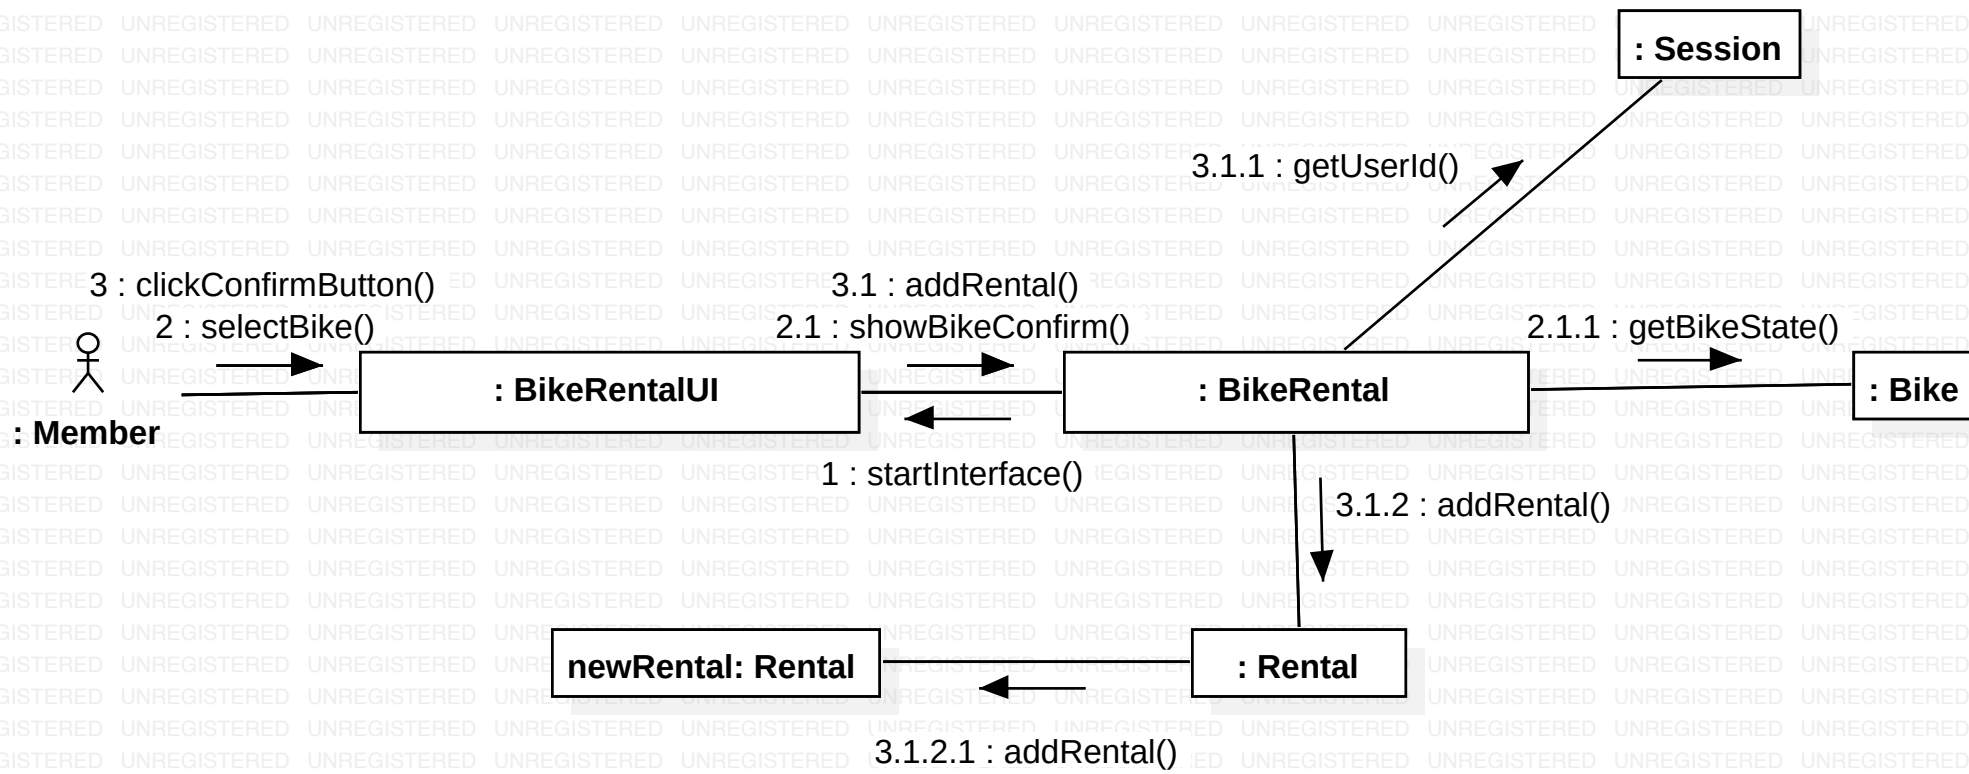 : Session
3.1.1 : getUserId()
3 : clickConfirmButton()
2 : selectBike()
3.1 : addRental()
2.1 : showBikeConfirm()
2.1.1 : getBikeState()
: Member
: BikeRentalUI
: BikeRental
: Bike
1 : startInterface()
3.1.2 : addRental()
newRental: Rental
: Rental
3.1.2.1 : addRental()
UNREGISTERED